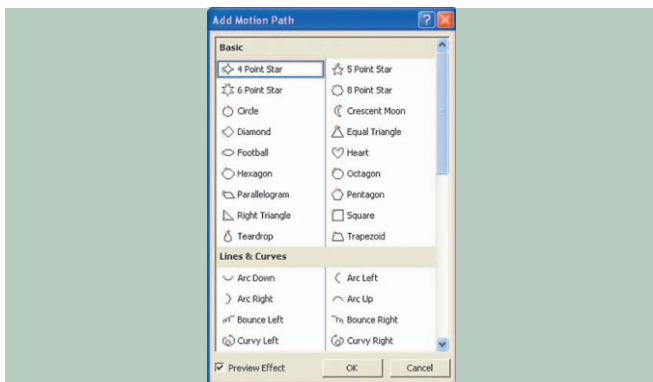 Add Motion Path
Basic
4 Point Star
5 Point Star
6 Point Star
8 Point Star
Circle
Crescent Moon
Diamond
Equal Triangle
Football
Heart
Hexagon
Octagon
Parallelogram
Pentagon
Right Triangle
Square
Teardrop
Trapezoid
Lines & Curves
Arc Down
Arc Left
Arc Right
Arc Up
Bounce Left
Bounce Right
Curvy Left
Curvy Right
Preview Effect
OK
Cancel